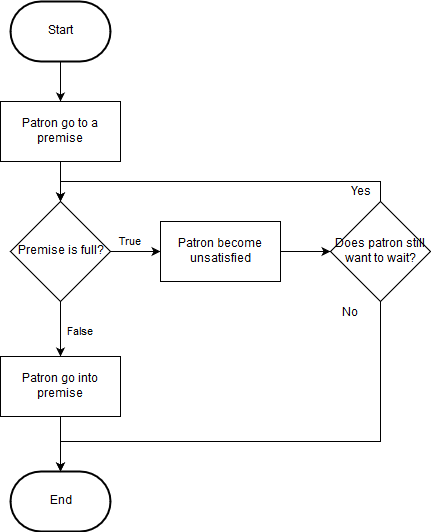 Start
Patron go to a
premise
Yes
Premise is full?
True
Patron become
unsatisfied
Does patron still
want to wait?
No
False
Patron go into
premise
End